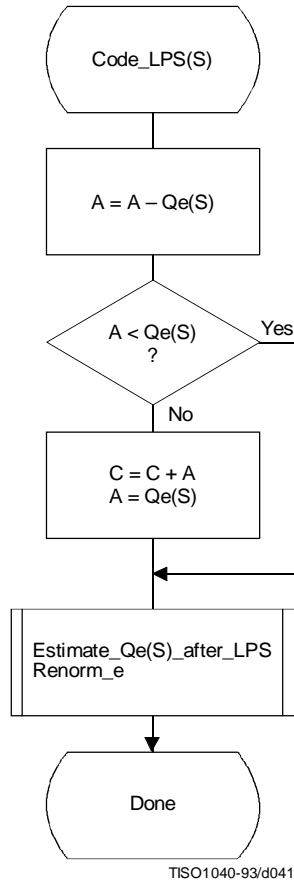 Code_LPS(S)
A = A – Qe(S)
A < Qe(S)
?
Yes
No
C = C + A
A = Qe(S)
Estimate_Qe(S)_after_LPS
Renorm_e
Done
TISO1040-93/d041